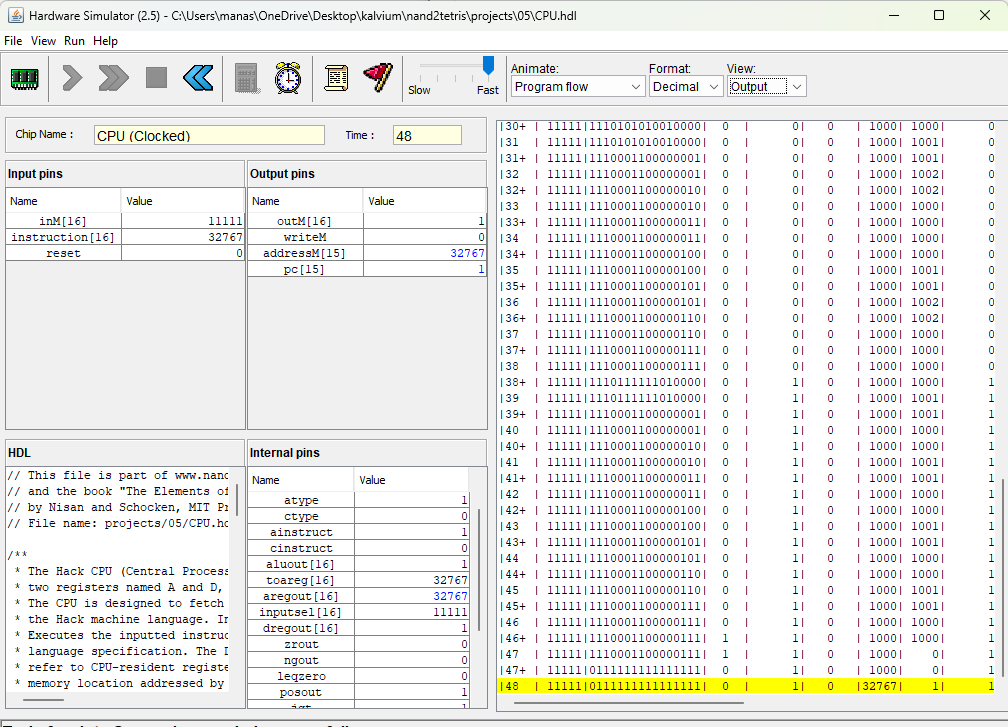 Hardware Simulator (2.5) - C:\Users\manas\OneDrive\Desktop\kalvium\nand2tetris\projects\05\CPU.hdl
File View Run Help
Slow Fast
Animate: Format: View:
Program flow Decimal Output
Chip Name : CPU (Clocked) Time : 48
Input pins
Name Value
inM[16] 11111
instruction[16] 32767
reset 0
Output pins
Name Value
outM[16] 1
writeM 0
addressM[15] 32767
pc[15] 1
HDL
// This file is part of www.nand
// and the book "The Elements of
// by Nisan and Schocken, MIT Pr
// File name: projects/05/CPU.hd
/**
* The Hack CPU (Central Process
* two registers named A and D,
* The CPU is designed to fetch
* the Hack machine language. In
* Executes the inputted instruc
* language specification. The D
* refer to CPU-resident registe
* memory location addressed by
Internal pins
Name Value
atype 1
ctype 0
ainstruct 1
cinstruct 0
aluout[16] 1
toareg[16] 32767
aregout[16] 32767
inputsel[16] 11111
dregout[16] 1
zrout 0
ngout 0
leqzero 0
posout 1
|30+ | 11111|1110101010010000| 0 | 0| 0 | 1000| 1000| 0
|31 | 11111|1110101010010000| 0 | 0| 0 | 1000| 1001| 0
|31+ | 11111|1110001100000001| 0 | 0| 0 | 1000| 1001| 0
|32 | 11111|1110001100000001| 0 | 0| 0 | 1000| 1002| 0
|32+ | 11111|1110001100000010| 0 | 0| 0 | 1000| 1002| 0
|33 | 11111|1110001100000010| 0 | 0| 0 | 1000| 1000| 0
|33+ | 11111|1110001100000011| 0 | 0| 0 | 1000| 1000| 0
|34 | 11111|1110001100000011| 0 | 0| 0 | 1000| 1000| 0
|34+ | 11111|1110001100000100| 0 | 0| 0 | 1000| 1000| 0
|35 | 11111|1110001100000100| 0 | 0| 0 | 1000| 1001| 0
|35+ | 11111|1110001100000101| 0 | 0| 0 | 1000| 1001| 0
|36 | 11111|1110001100000101| 0 | 0| 0 | 1000| 1002| 0
|36+ | 11111|1110001100000110| 0 | 0| 0 | 1000| 1002| 0
|37 | 11111|1110001100000110| 0 | 0| 0 | 1000| 1000| 0
|37+ | 11111|1110001100000111| 0 | 0| 0 | 1000| 1000| 0
|38 | 11111|1110001100000111| 0 | 0| 0 | 1000| 1000| 0
|38+ | 11111|1110111111010000| 0 | 1| 0 | 1000| 1000| 1
|39 | 11111|1110111111010000| 0 | 1| 0 | 1000| 1001| 1
|39+ | 11111|1110001100000001| 0 | 1| 0 | 1000| 1001| 1
|40 | 11111|1110001100000001| 0 | 1| 0 | 1000| 1000| 1
|40+ | 11111|1110001100000010| 0 | 1| 0 | 1000| 1000| 1
|41 | 11111|1110001100000010| 0 | 1| 0 | 1000| 1001| 1
|41+ | 11111|1110001100000011| 0 | 1| 0 | 1000| 1001| 1
|42 | 11111|1110001100000011| 0 | 1| 0 | 1000| 1000| 1
|42+ | 11111|1110001100000100| 0 | 1| 0 | 1000| 1000| 1
|43 | 11111|1110001100000100| 0 | 1| 0 | 1000| 1001| 1
|43+ | 11111|1110001100000101| 0 | 1| 0 | 1000| 1001| 1
|44 | 11111|1110001100000101| 0 | 1| 0 | 1000| 1000| 1
|44+ | 11111|1110001100000110| 0 | 1| 0 | 1000| 1000| 1
|45 | 11111|1110001100000110| 0 | 1| 0 | 1000| 1001| 1
|45+ | 11111|1110001100000111| 0 | 1| 0 | 1000| 1001| 1
|46 | 11111|1110001100000111| 0 | 1| 0 | 1000| 1000| 1
|46+ | 11111|1110001100000111| 1 | 1| 0 | 1000| 1000| 1
|47 | 11111|1110001100000111| 1 | 1| 0 | 1000| 0| 1
|47+ | 11111|0111111111111111| 0 | 1| 0 | 1000| 0| 1
|48 | 11111|0111111111111111| 0 | 1| 0 |32767| 1| 1